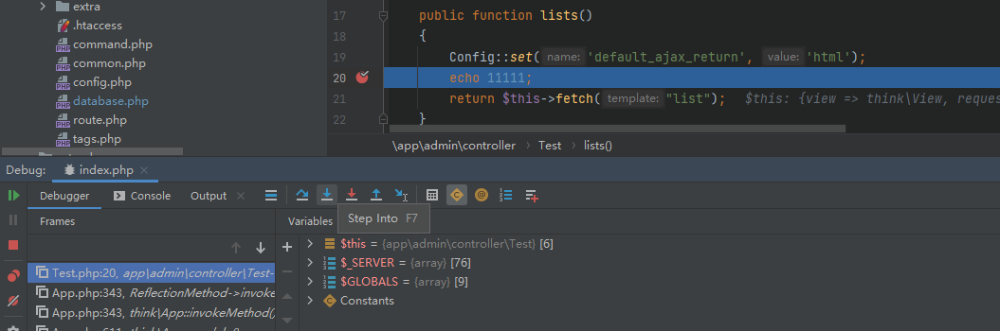 extra
.htaccess
command.php
common.php
config.php
database.php
route.php
tags.php
17 public function lists()
18 {
19 Config::set( name: 'default_ajax_return', value: 'html');
20 echo 11111;
21 return $this->fetch( template: "list"); $this: {view => think\View, reques
22 }
\app\admin\controller › Test › lists()
Debug: index.php
Debugger Console Output
Step Into F7
Frames
Variables
Test.php:20, app\admin\controller\Test-
App.php:343, ReflectionMethod->invoke
App.php:343, think\App::invokeMethod()
$this = {app\admin\controller\Test} [6]
$_SERVER = {array} [76]
$GLOBALS = {array} [9]
Constants